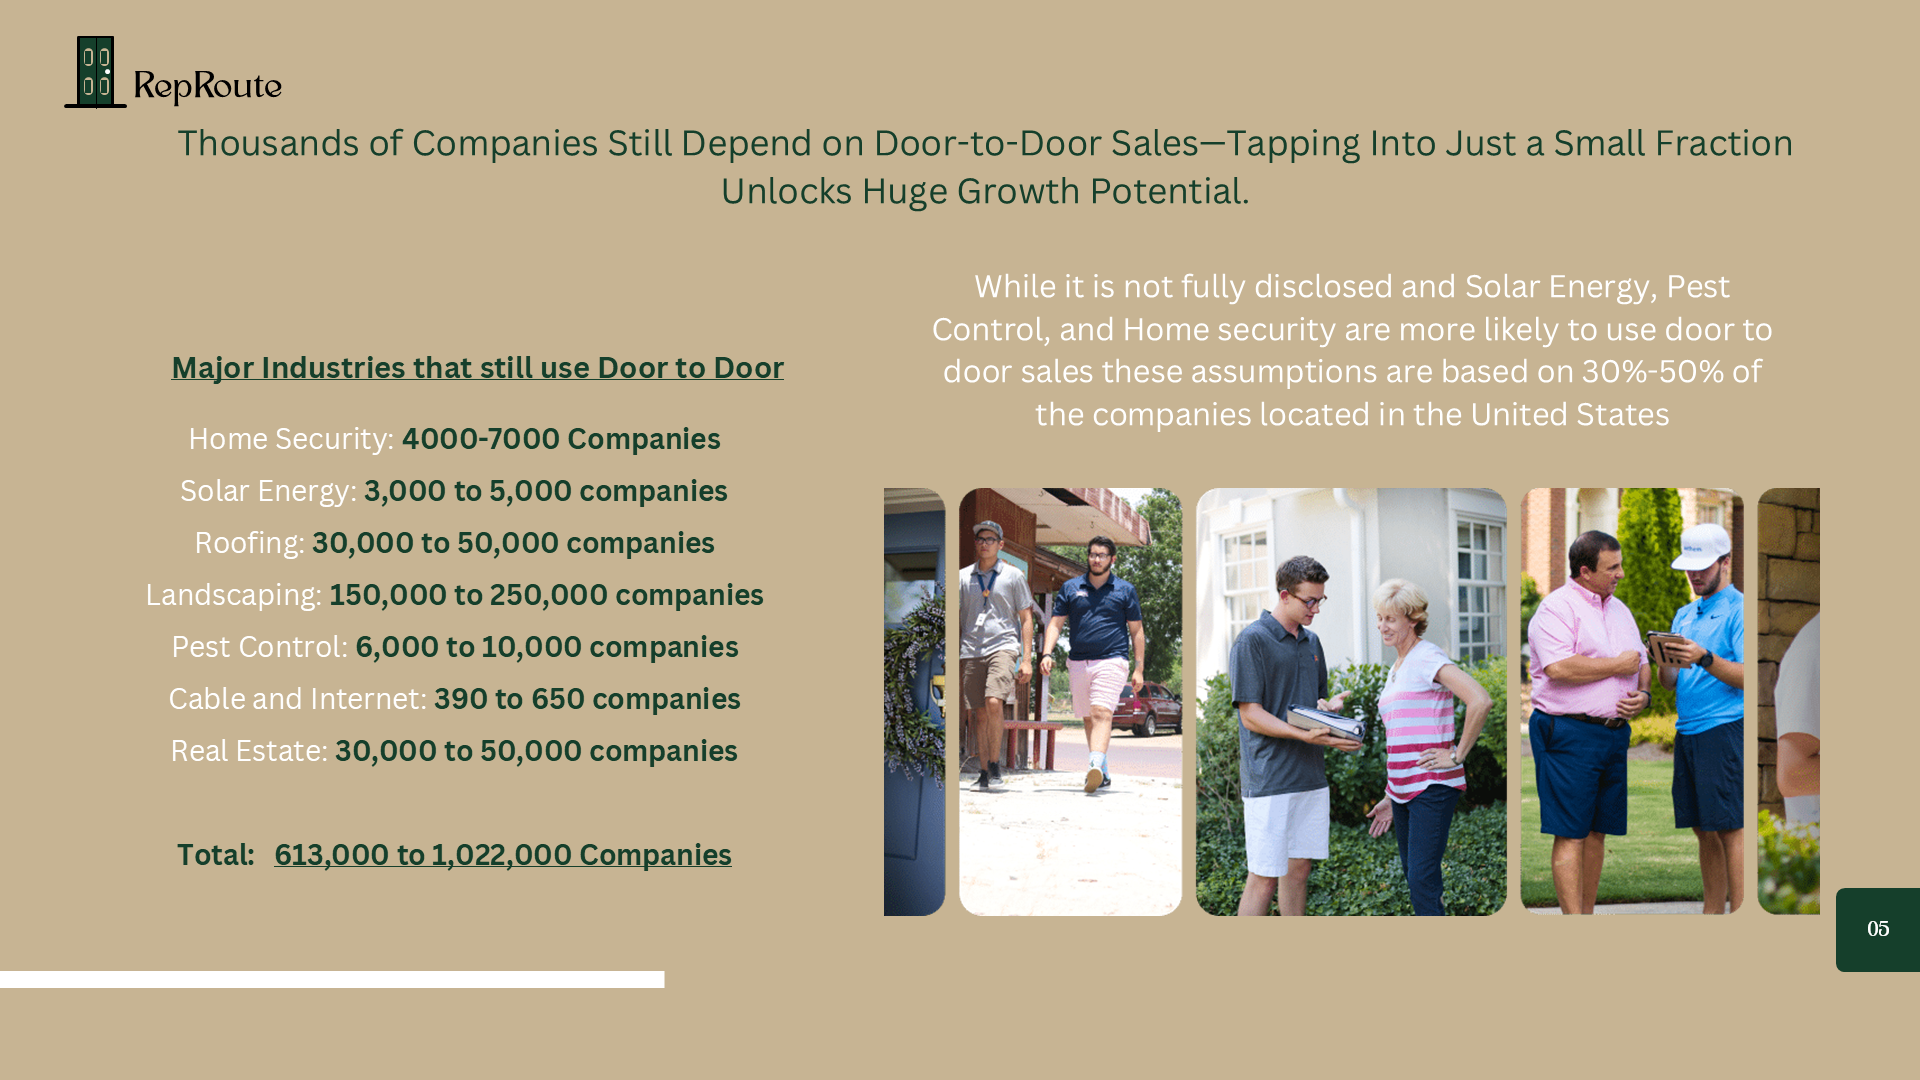 RepRoute
Thousands of Companies Still Depend on Door-to-Door Sales—Tapping Into Just a Small Fraction
Unlocks Huge Growth Potential.
Major Industries that still use Door to Door
Home Security: 4000-7000 Companies
Solar Energy: 3,000 to 5,000 companies
Roofing: 30,000 to 50,000 companies
Landscaping: 150,000 to 250,000 companies
Pest Control: 6,000 to 10,000 companies
Cable and Internet: 390 to 650 companies
Real Estate: 30,000 to 50,000 companies
Total: 613,000 to 1,022,000 Companies
While it is not fully disclosed and Solar Energy, Pest
Control, and Home security are more likely to use door to
door sales these assumptions are based on 30%-50% of
the companies located in the United States
05